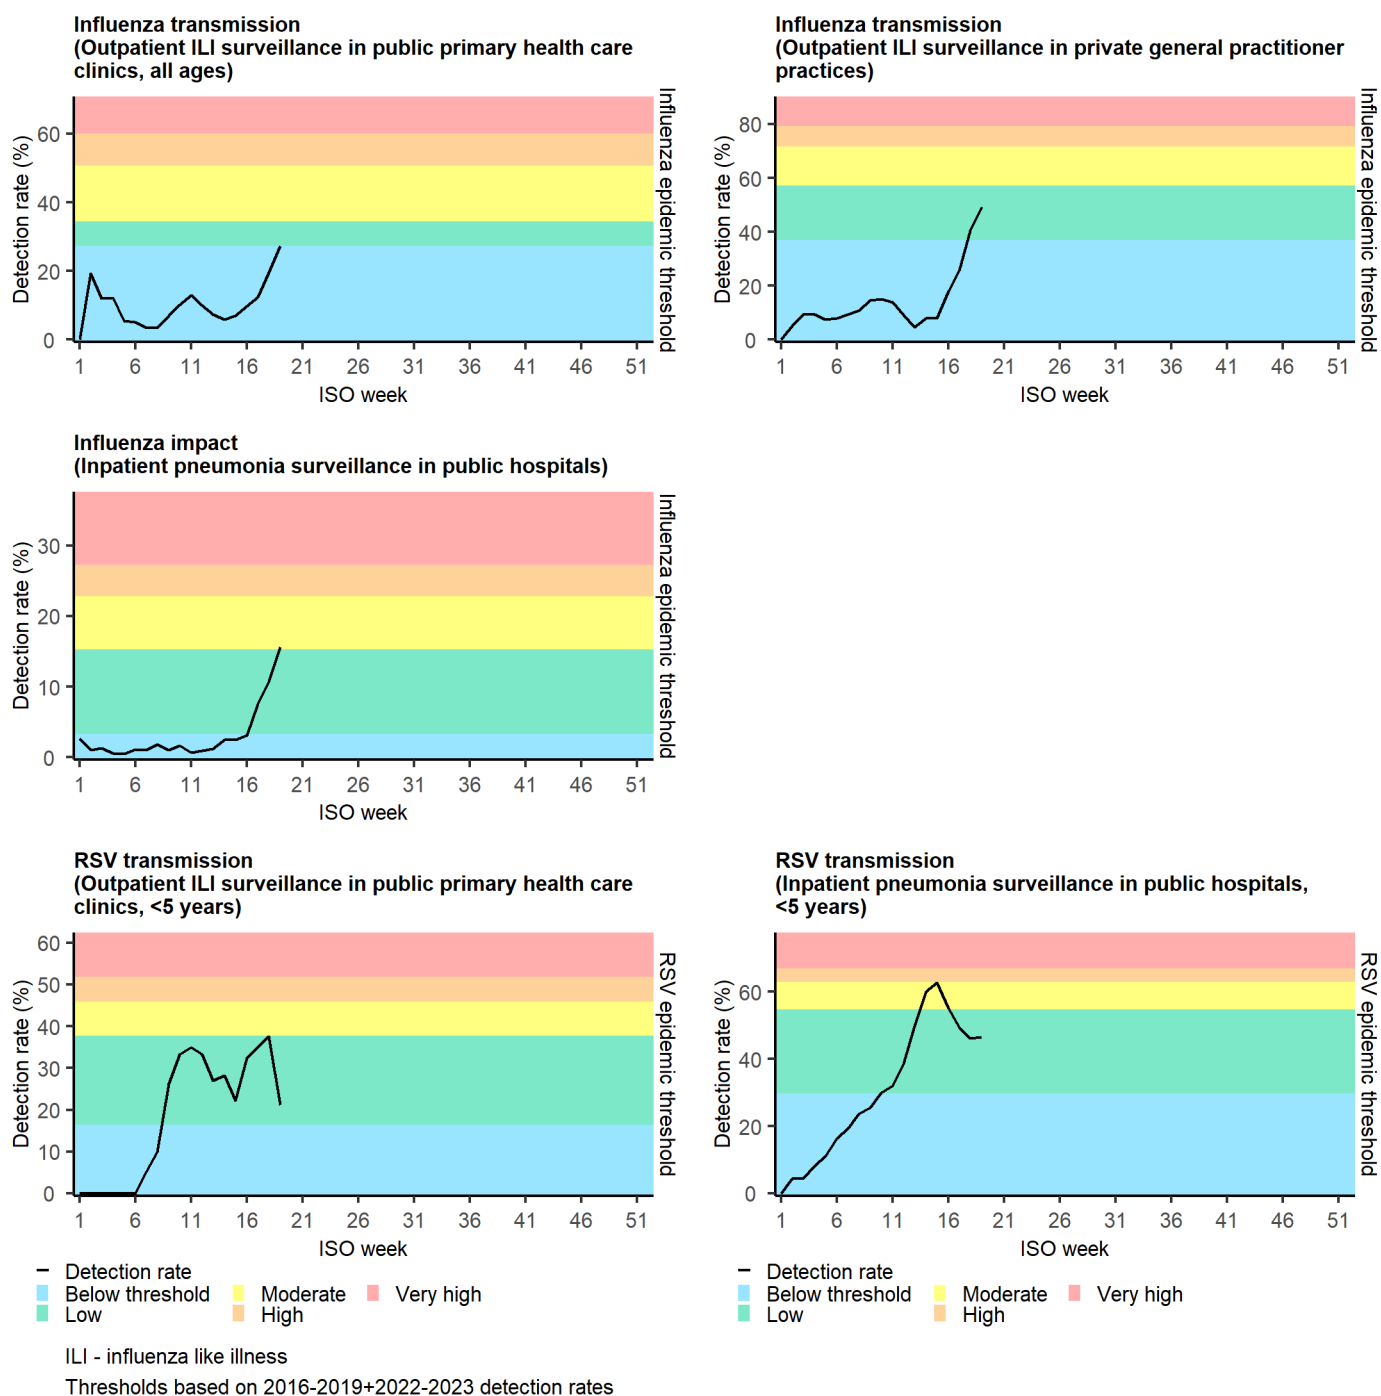 Influenza transmission
(Outpatient ILI surveillance in public primary health care
clinics, all ages)
Detection rate (%)
60
40
20
0
1 6 11 16 21 26 31 36 41 46 51
ISO week
Influenza epidemic threshold
Influenza transmission
(Outpatient ILI surveillance in private general practitioner
practices)
Detection rate (%)
80
60
40
20
0
1 6 11 16 21 26 31 36 41 46 51
ISO week
Influenza epidemic threshold
Influenza impact
(Inpatient pneumonia surveillance in public hospitals)
Detection rate (%)
30
20
10
0
1 6 11 16 21 26 31 36 41 46 51
ISO week
Influenza epidemic threshold
RSV transmission
(Outpatient ILI surveillance in public primary health care
clinics, <5 years)
Detection rate (%)
60
50
40
30
20
10
0
1 6 11 16 21 26 31 36 41 46 51
ISO week
RSV epidemic threshold
RSV transmission
(Inpatient pneumonia surveillance in public hospitals,
<5 years)
Detection rate (%)
60
40
20
0
1 6 11 16 21 26 31 36 41 46 51
ISO week
RSV epidemic threshold
Detection rate
Below threshold Moderate Very high
Low High
Detection rate
Below threshold Moderate Very high
Low High
ILI - influenza like illness
Thresholds based on 2016-2019+2022-2023 detection rates